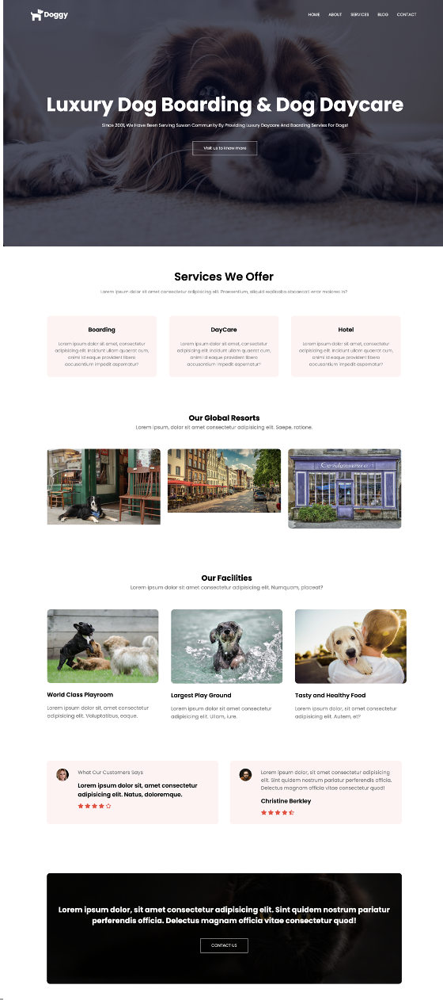 Doggy
HOME ABOUT SERVICES BLOG CONTACT
Luxury Dog Boarding & Dog Daycare
Since 2001, We Have Been Serving Suwon Community By Providing Luxury Daycare And Boarding Servies For Dogs!
Visit us to know more
Services We Offer
Lorem ipsum dolor sit amet consectetur adipisicing elit. Praesentium, aliquid explicabo obcaecati error maiores in?
Boarding
Lorem ipsum dolor sit amet, consectetur
adipisicing elit. Incidunt ullam quaerat cum,
animi id eaque provident libero
accusantium impedit aspernatur?
DayCare
Lorem ipsum dolor sit amet, consectetur
adipisicing elit. Incidunt ullam quaerat cum,
animi id eaque provident libero
accusantium impedit aspernatur?
Hotel
Lorem ipsum dolor sit amet, consectetur
adipisicing elit. Incidunt ullam quaerat cum,
animi id eaque provident libero
accusantium impedit aspernatur?
Our Global Resorts
Lorem ipsum, dolor sit amet consectetur adipisicing elit. Saepe, ratione.
Cordonnerie
Our Facilities
Lorem ipsum dolor sit amet consectetur adipisicing elit. Numquam, placeat?
World Class Playroom
Lorem ipsum dolor sit, amet consectetur
adipisicing elit. Voluptatibus, eaque.
Largest Play Ground
Lorem ipsum dolor sit amet consectetur
adipisicing elit. Ullam, iure.
Tasty and Healthy Food
Lorem ipsum dolor, sit amet consectetur
adipisicing elit. Autem, et?
What Our Customers Says
Lorem ipsum dolor sit, amet consectetur
adipisicing elit. Natus, doloremque.
Lorem ipsum dolor, sit amet consectetur adipisicing
elit. Sint quidem nostrum pariatur perferendis officia.
Delectus magnam officia vitae consectetur quod!
Christine Berkley
Lorem ipsum dolor, sit amet consectetur adipisicing elit. Sint quidem nostrum pariatur
perferendis officia. Delectus magnam officia vitae consectetur quod!
CONTACT US